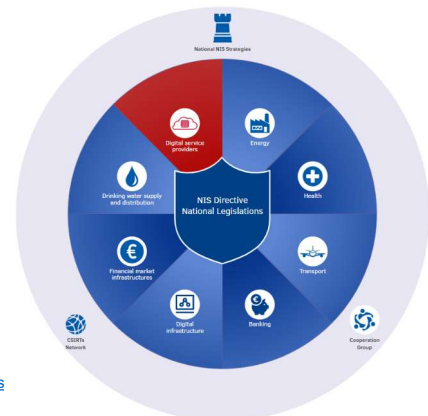 National NIS Strategies
Digital service
providers
Energy
Drinking water supply
and distribution
Health
NIS Directive
National Legislations
Financial market
infrastructures
Transport
Digital
infrastructure
Banking
CSIRTs
Network
Cooperation
Group
s